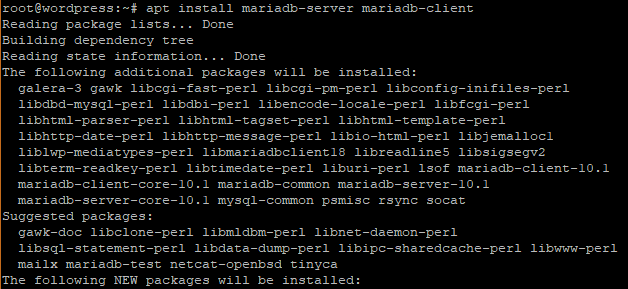 root@wordpress:~# apt install mariadb-server mariadb-client
Reading package lists... Done
Building dependency tree
Reading state information... Done
The following additional packages will be installed:
  galera-3 gawk libcgi-fast-perl libcgi-pm-perl libconfig-inifiles-perl
  libdbd-mysql-perl libdbi-perl libencode-locale-perl libfcgi-perl
  libhtml-parser-perl libhtml-tagset-perl libhtml-template-perl
  libhttp-date-perl libhttp-message-perl libio-html-perl libjemalloc1
  liblwp-mediatypes-perl libmariadbclient18 libreadline5 libsigsegv2
  libterm-readkey-perl libtimedate-perl liburi-perl lsof mariadb-client-10.1
  mariadb-client-core-10.1 mariadb-common mariadb-server-10.1
  mariadb-server-core-10.1 mysql-common psmisc rsync socat
Suggested packages:
  gawk-doc libclone-perl libmldbm-perl libnet-daemon-perl
  libsql-statement-perl libdata-dump-perl libipc-sharedcache-perl libwww-perl
  mailx mariadb-test netcat-openbsd tinyca
The following NEW packages will be installed: